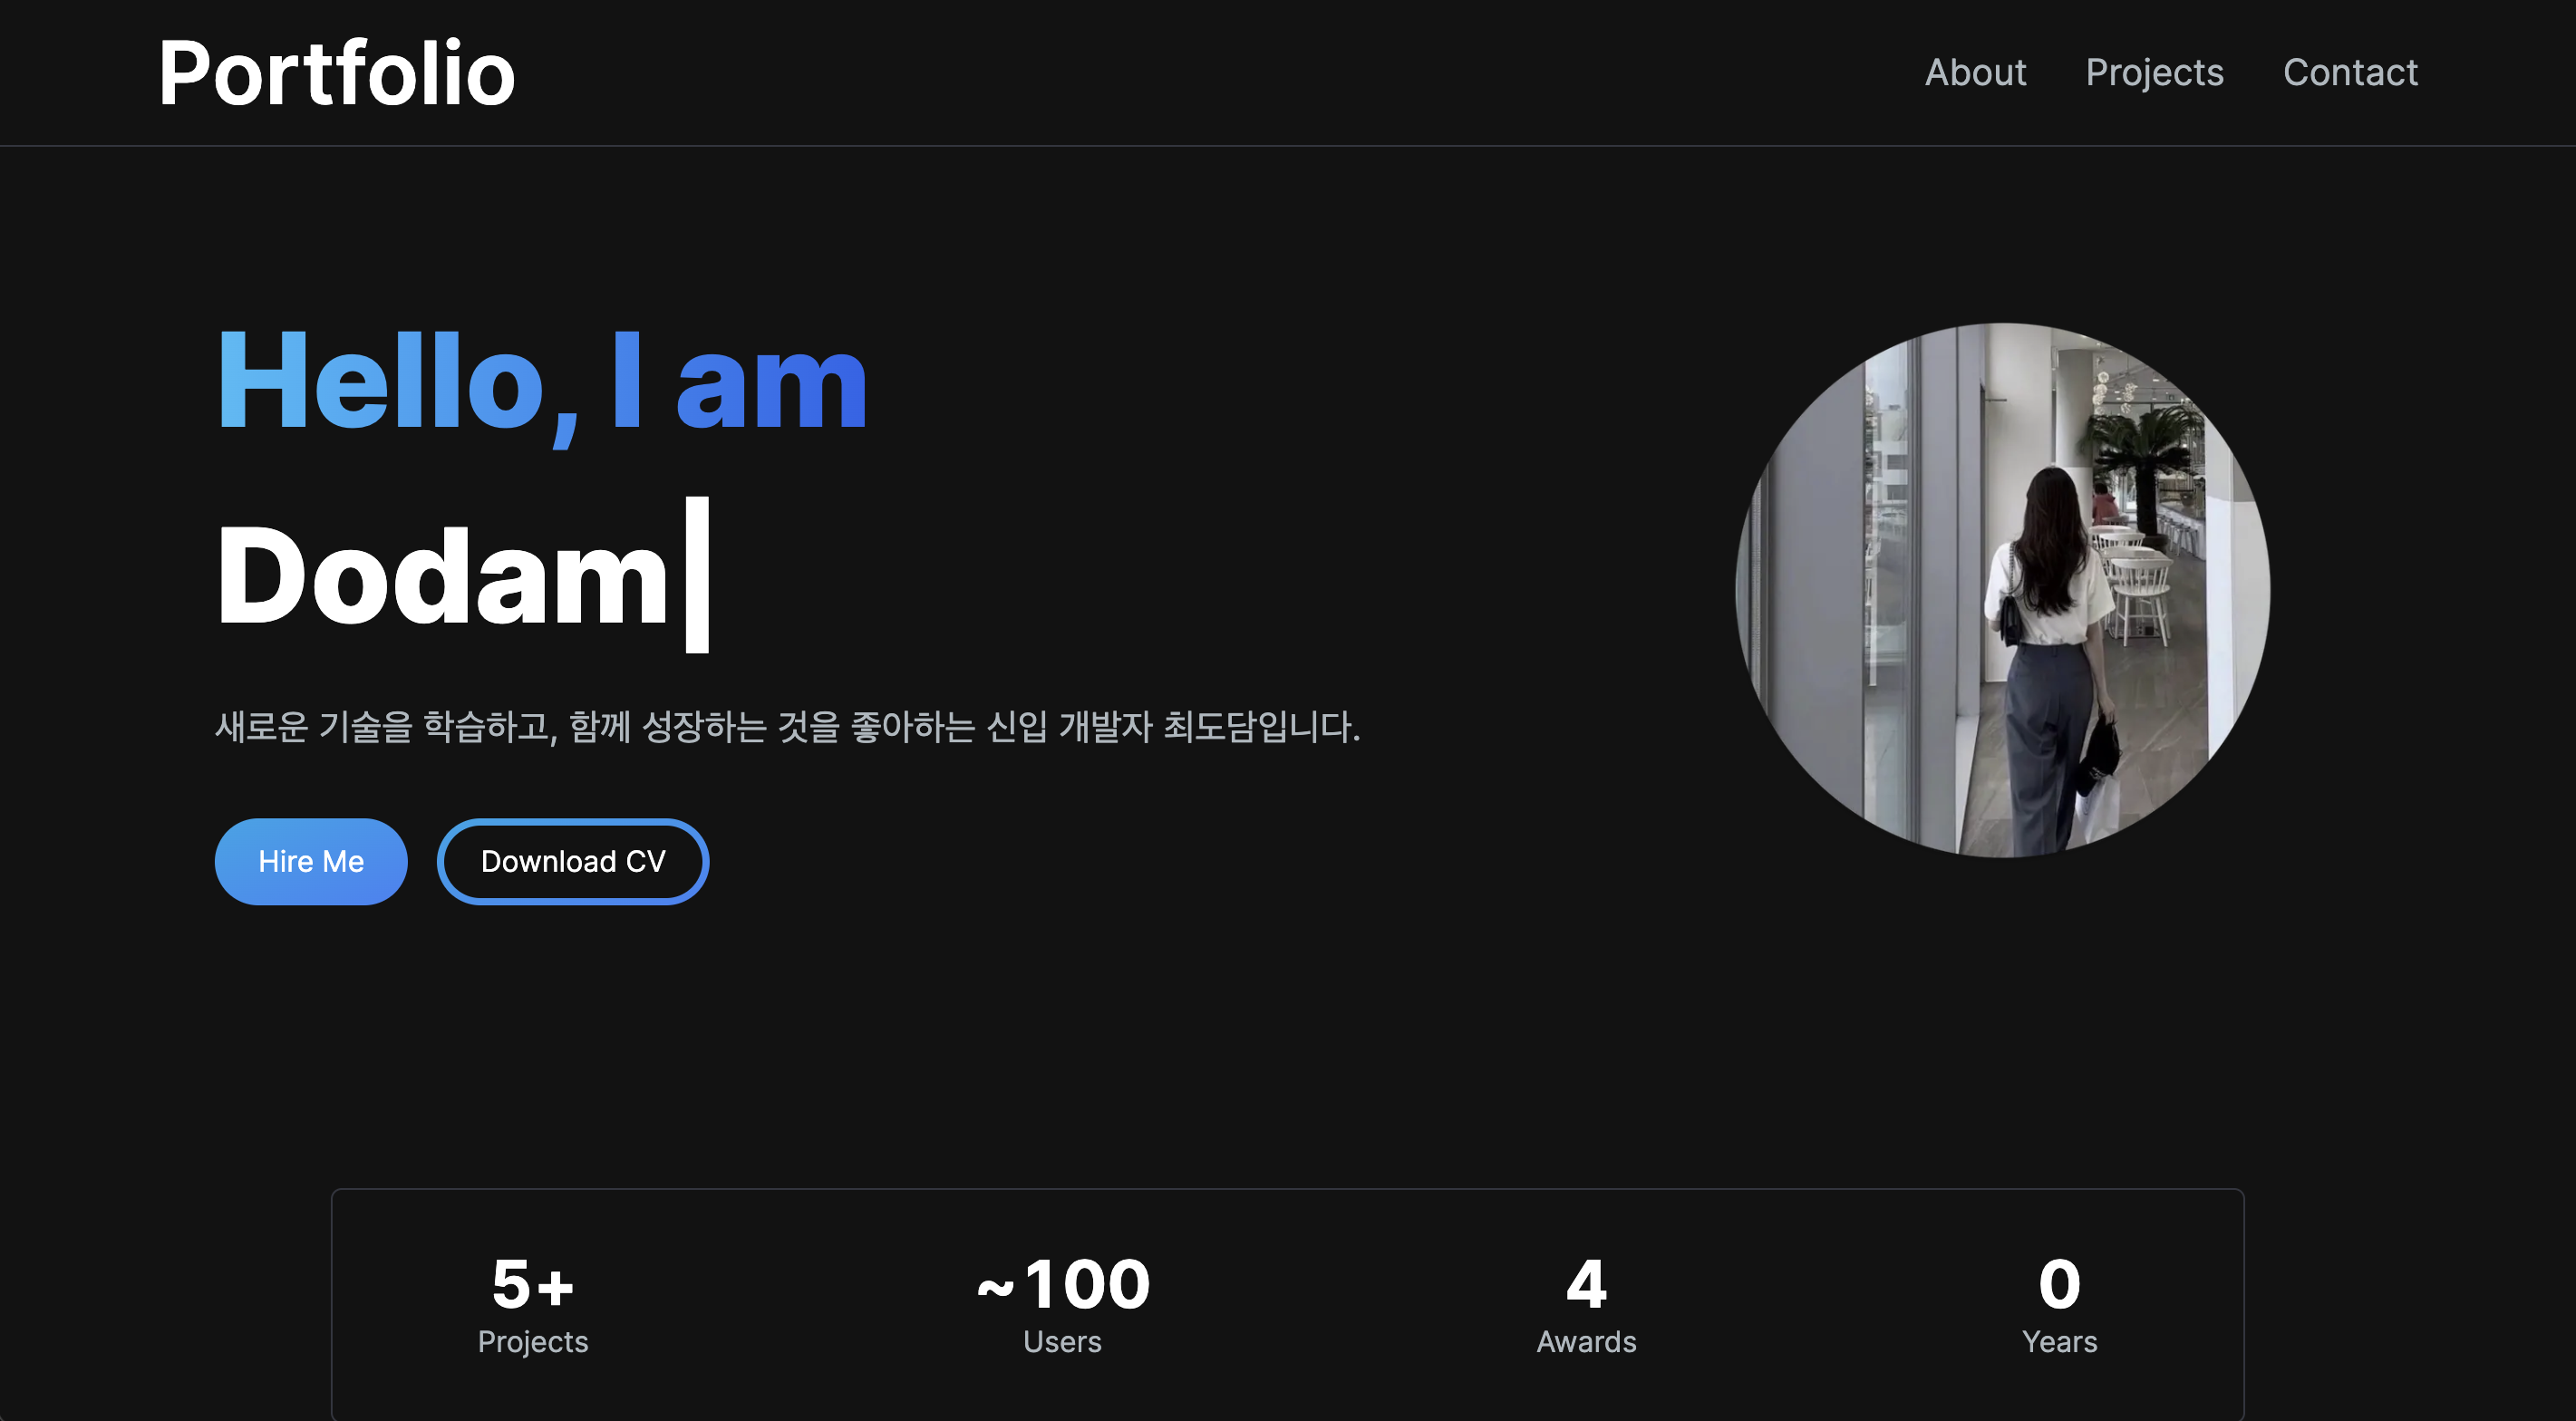 Portfolio
About Projects Contact
Hello, I am
Dodam
새로운 기술을 학습하고, 함께 성장하는 것을 좋아하는 신입 개발자 최도담입니다.
Hire Me Download CV
5+ ~100 4 0
Projects Users Awards Years